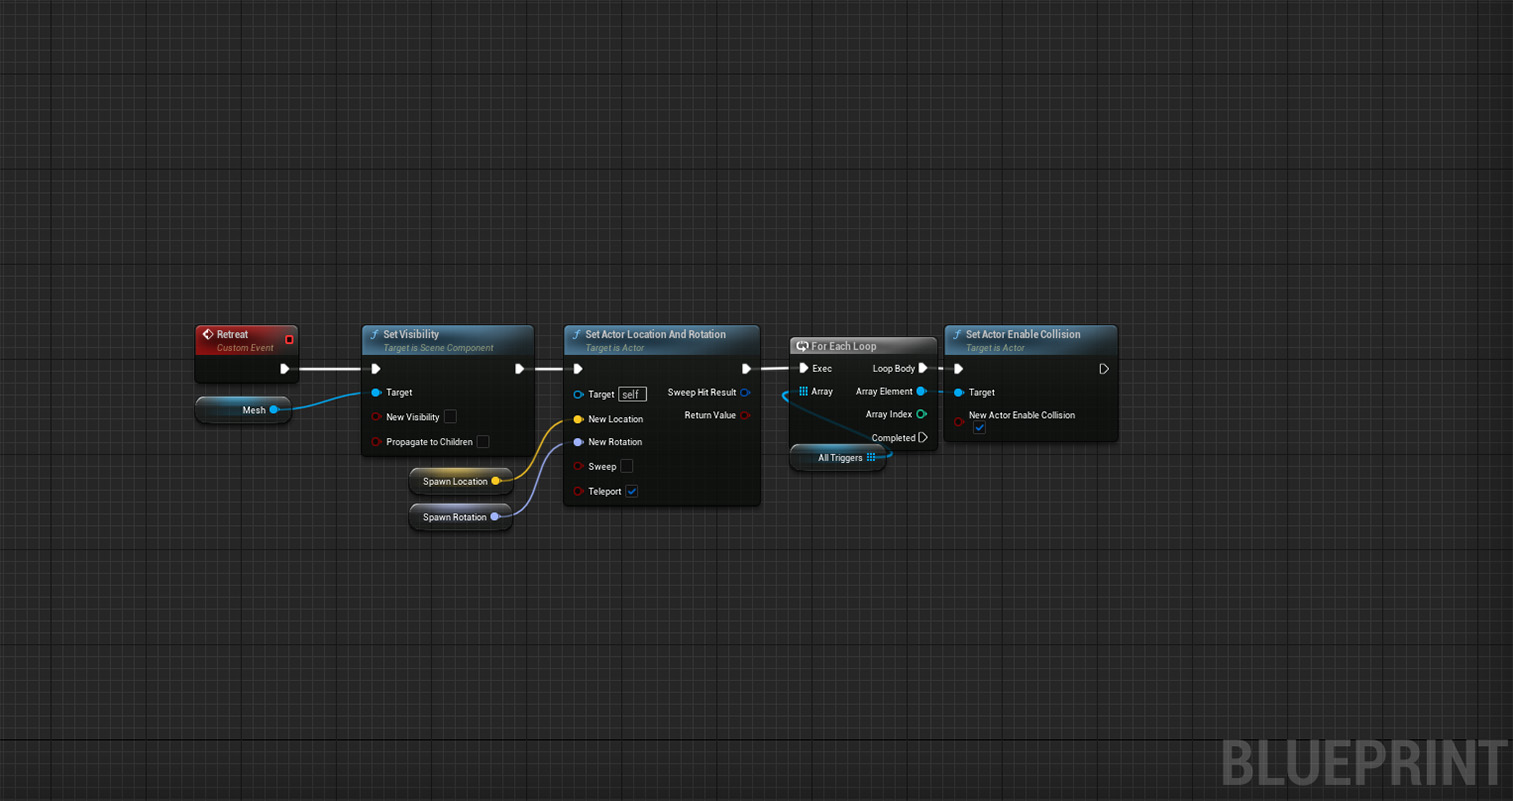 Retreat
Custom Event
Mesh
Set Visibility
Target is Scene Component
Target
New Visibility
Propagate to Children
Spawn Location
Spawn Rotation
Set Actor Location And Rotation
Target is Actor
Target self Sweep Hit Result
New Location Return Value
New Rotation
Sweep
Teleport
For Each Loop
Exec Loop Body
Array Array Element
Array Index
Completed
All Triggers
Set Actor Enable Collision
Target is Actor
Target
New Actor Enable Collision
BLUEPRINT